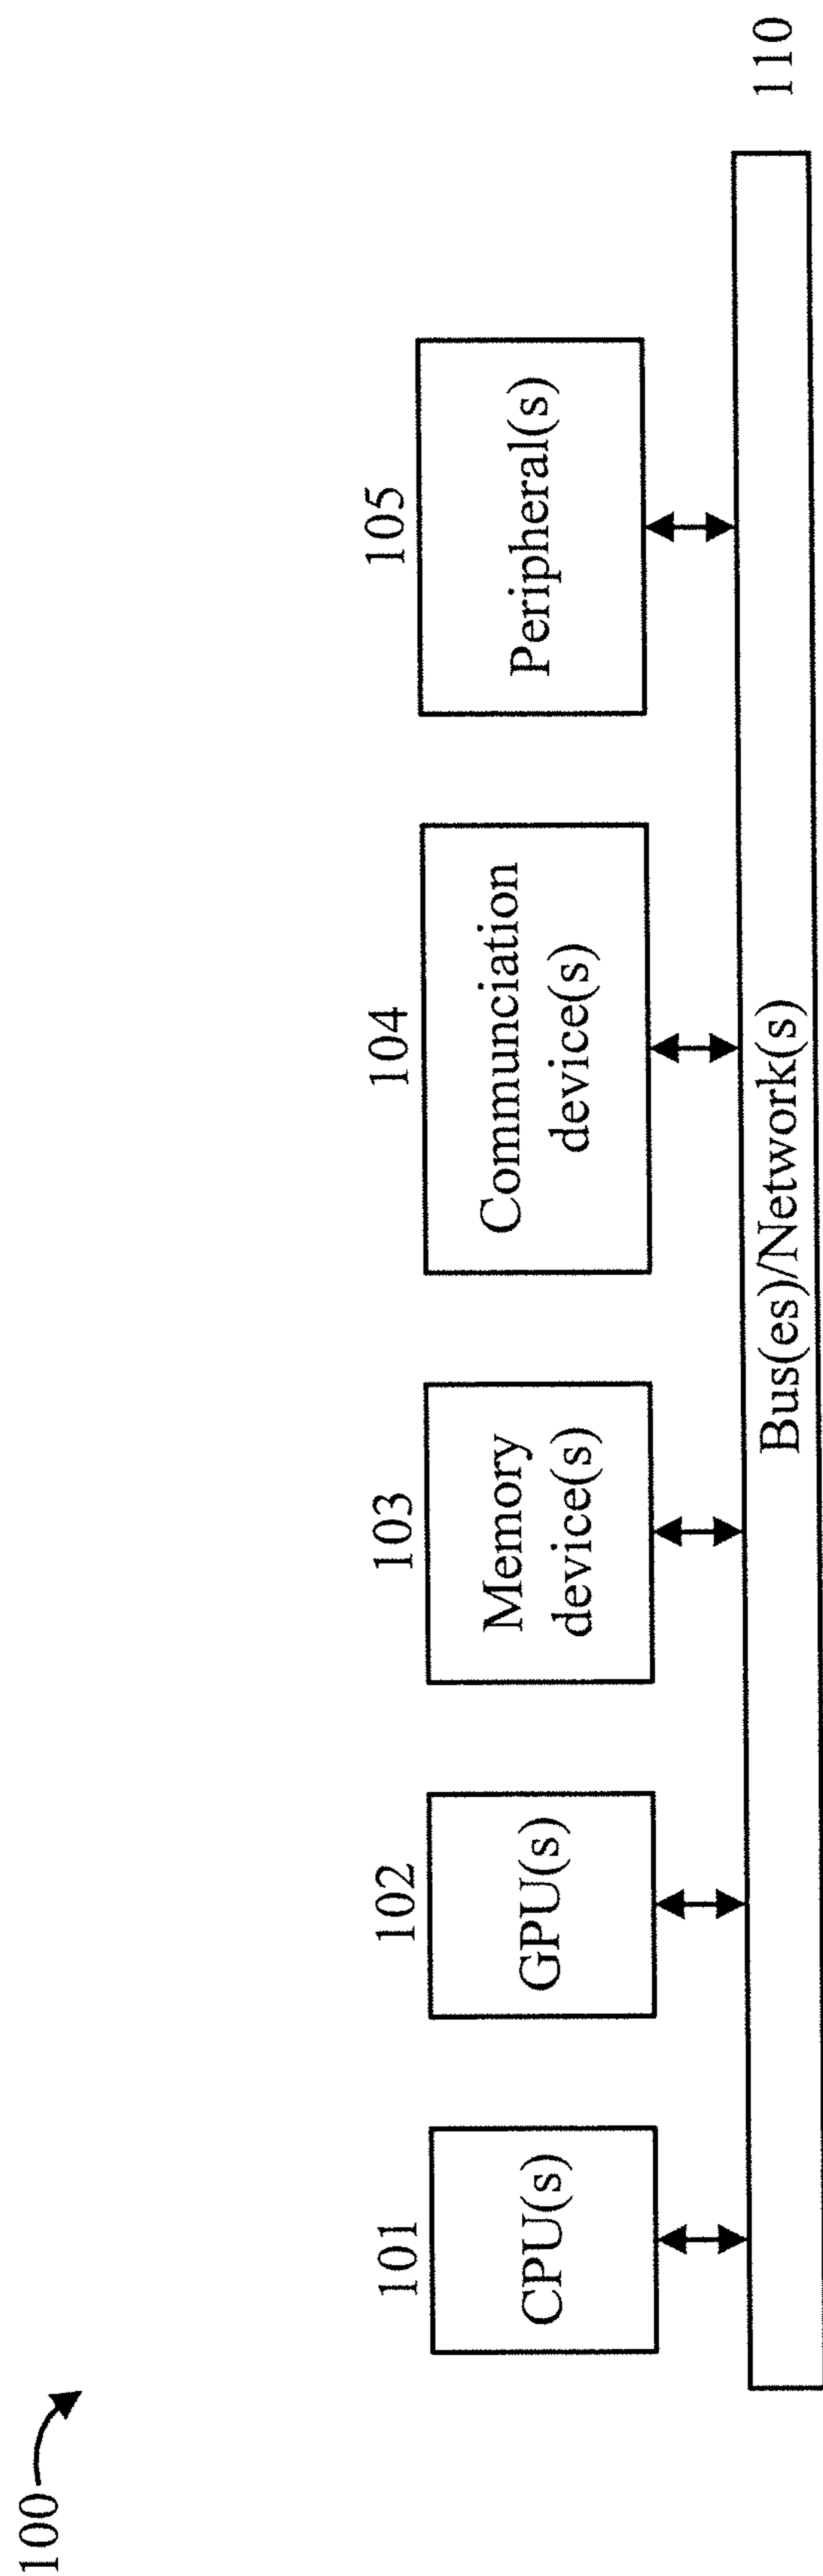 100
101
CPU(s)
102
GPU(s)
103
Memory
device(s)
104
Communciation
device(s)
105
Peripheral(s)
Bus(es)/Network(s)
110